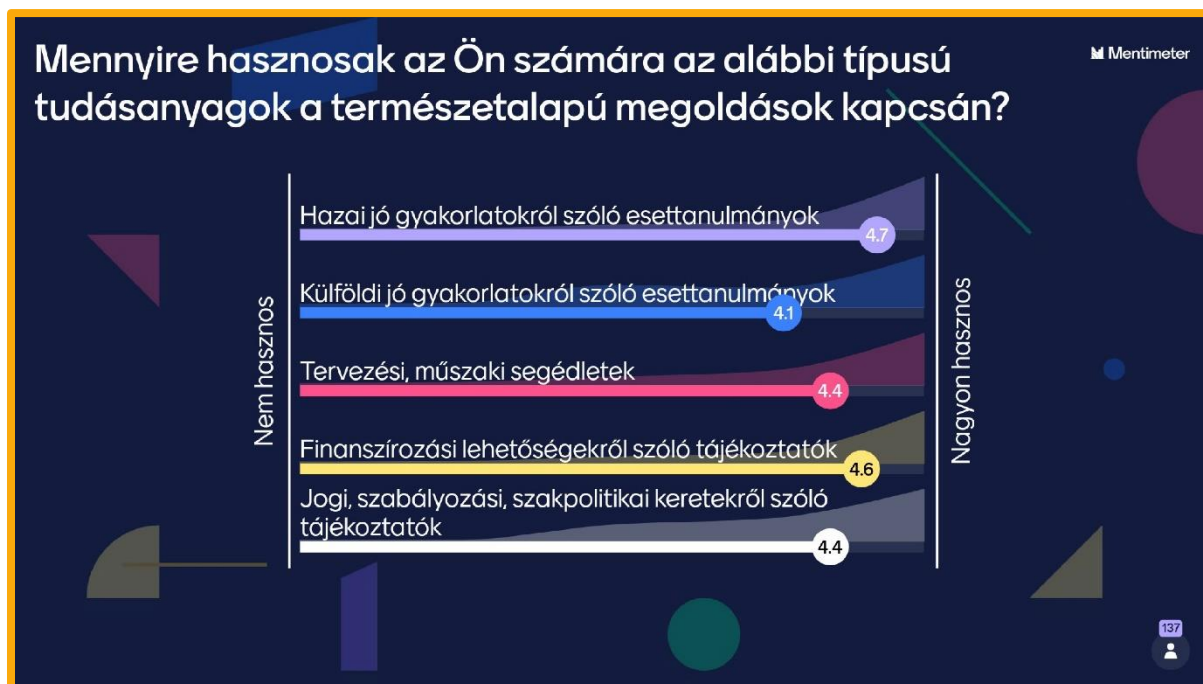 Mennyire hasznosak az Ön számára az alábbi típusú
tudásanyagok a természetalapú megoldások kapcsán?
Mentimeter
Nem hasznos
Hazai jó gyakorlatokról szóló esettanulmányok
4.7
Külföldi jó gyakorlatokról szóló esettanulmányok
4.1
Tervezési, műszaki segédletek
4.4
Finanszírozási lehetőségekről szóló tájékoztatók
4.6
Jogi, szabályozási, szakpolitikai keretekről szóló
tájékoztatók
4.4
Nagyon hasznos
137